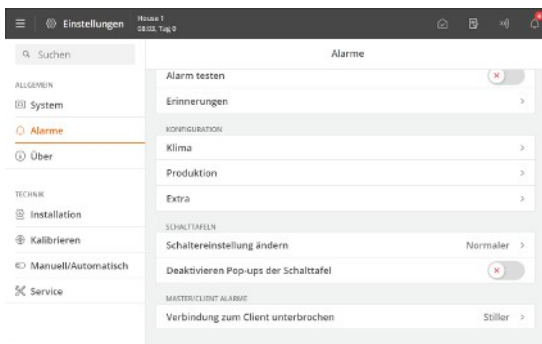 Einstellungen
House 1
08:03, Tag 0
Suchen
ALLGEMEIN
System
Alarme
Über
TECHNIK
Installation
Kalibrieren
Manuell/Automatisch
Service
Alarme
Alarm testen
Erinnerungen
KONFIGURATION
Klima
Produktion
Extra
SCHALTTAFELN
Schaltereinstellung ändern Normaler
Deaktivieren Pop-ups der Schalttafel
MASTER/CLIENT ALARME
Verbindung zum Client unterbrochen Stiller